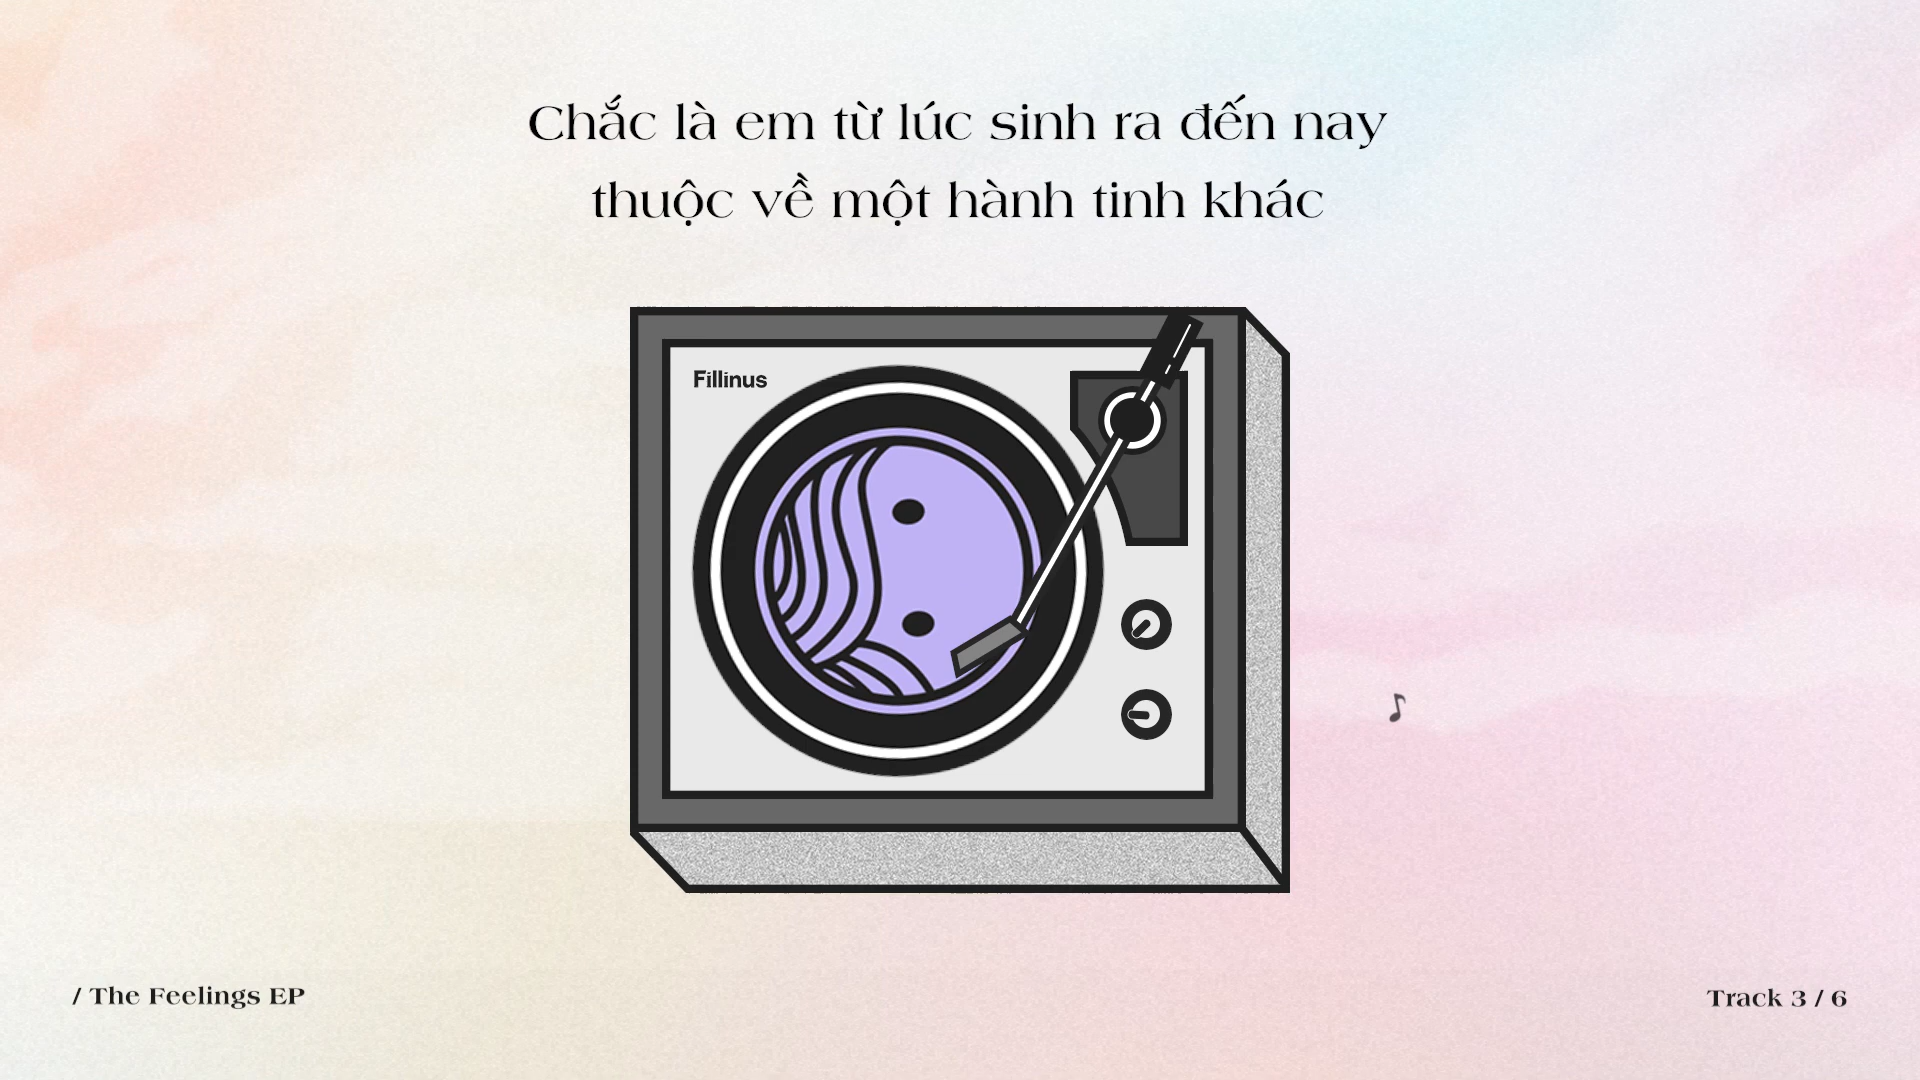 Chắc là em từ lúc sinh ra đến nay
thuộc về một hành tinh khác
Fillinus
/ The Feelings EP
Track 3 / 6